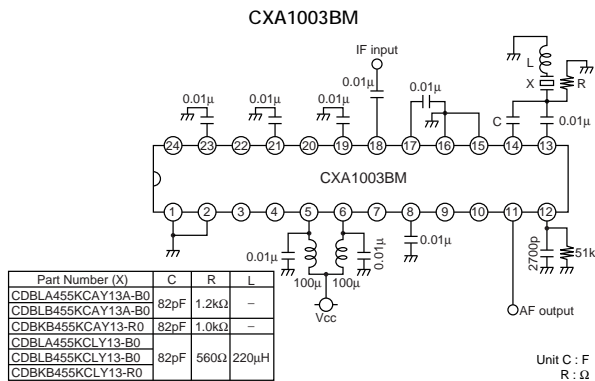 CXA1003BM
IF input
L
X
R
0.01μ
0.01μ
0.01μ
0.01μ
0.01μ
C
0.01μ
24 23 22 21 20 19 18 17 16 15 14 13
CXA1003BM
1 2 3 4 5 6 7 8 9 10 11 12
0.01μ
0.01μ
0.01μ
2700p
51k
100μ
100μ
Vcc
AF output
Part Number (X) C R L
CDBLA455KCAY13A-B0
CDBLB455KCAY13A-B0
82pF 1.2kΩ –
CDBKB455KCAY13-R0 82pF 1.0kΩ –
CDBLA455KCLY13-B0
CDBLB455KCLY13-B0
82pF 560Ω 220μH
CDBKB455KCLY13-R0
Unit C : F
R : Ω